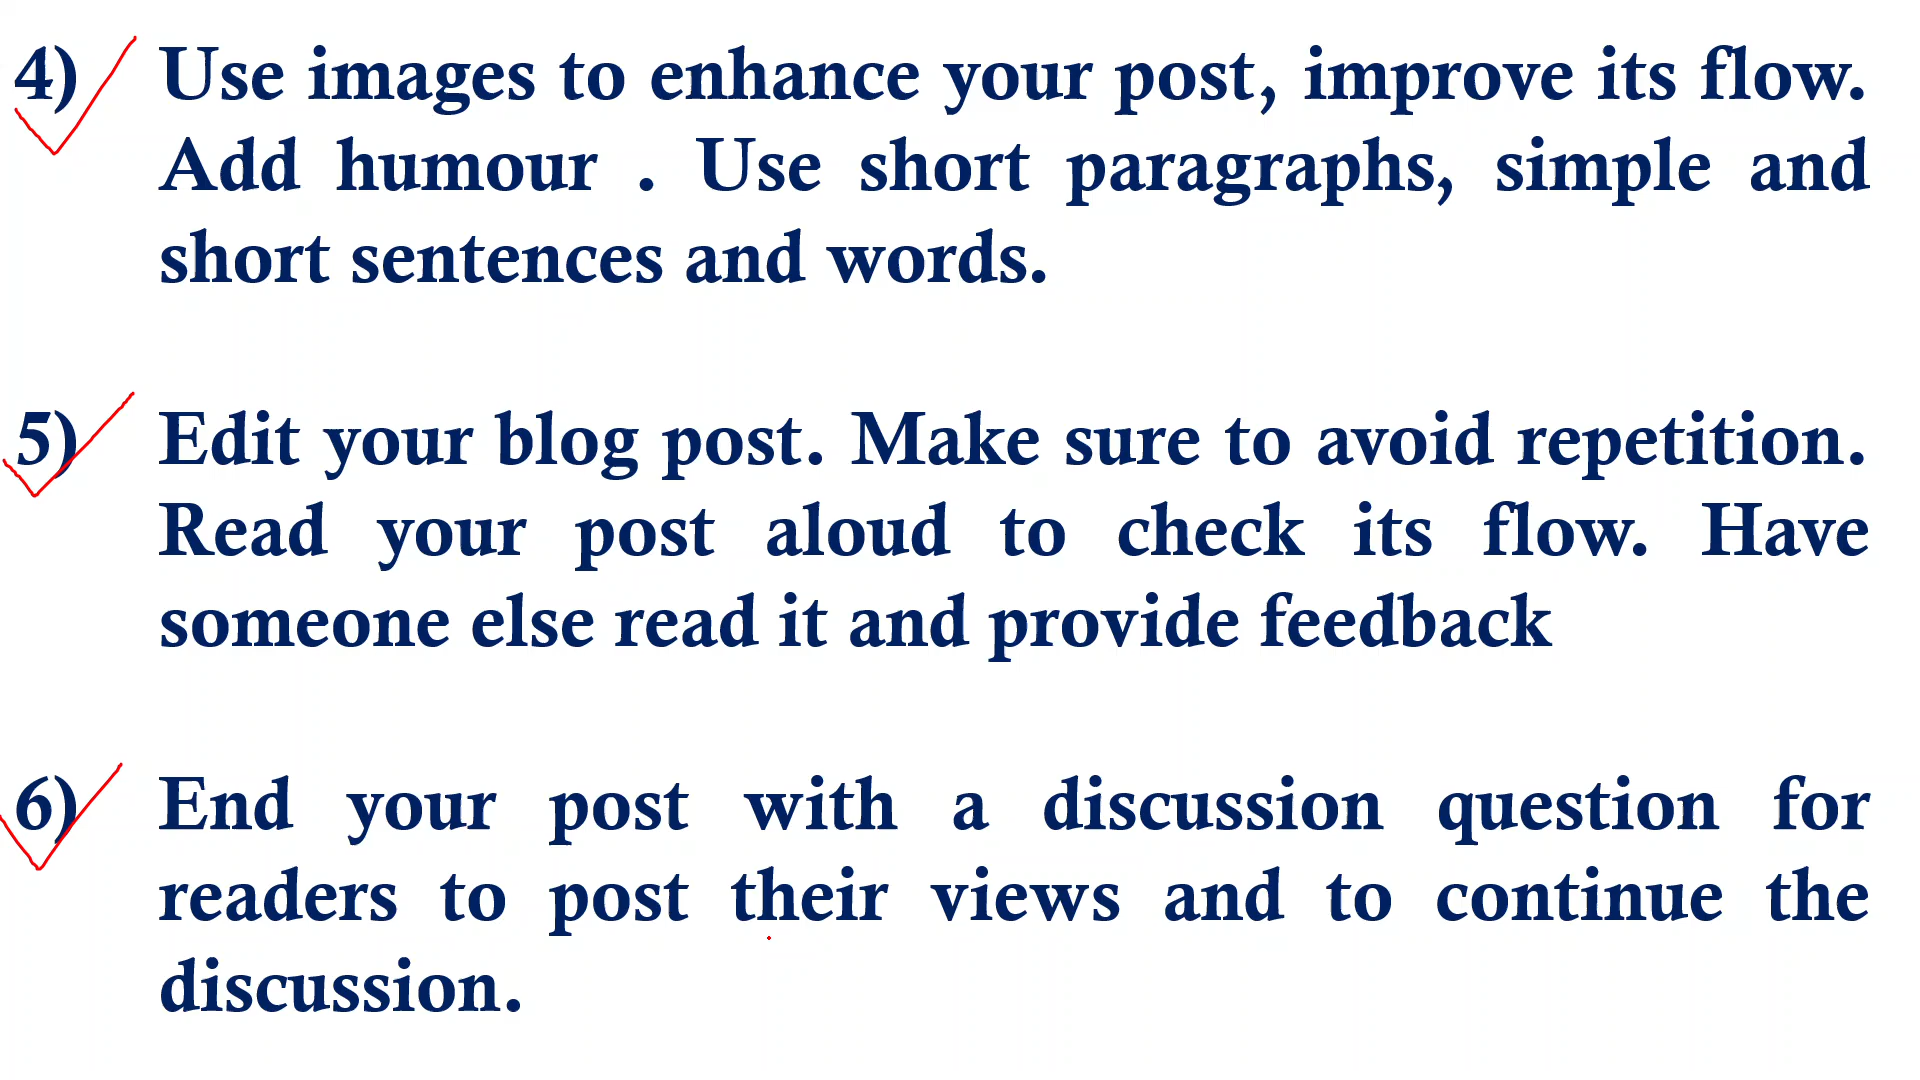 4) Use images to enhance your post, improve its flow.
Add humour . Use short paragraphs, simple and
short sentences and words.
5) Edit your blog post. Make sure to avoid repetition.
Read your post aloud to check its flow. Have
someone else read it and provide feedback
6) End your post with a discussion question for
readers to post their views and to continue the
discussion.